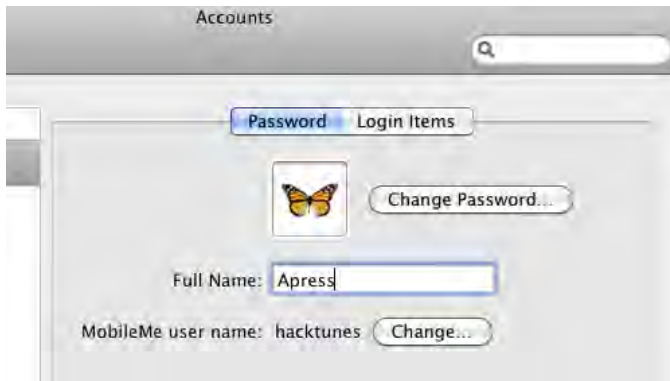 Accounts
Password Login Items
Change Password...
Full Name: Apress
MobileMe user name: hacktunes Change...